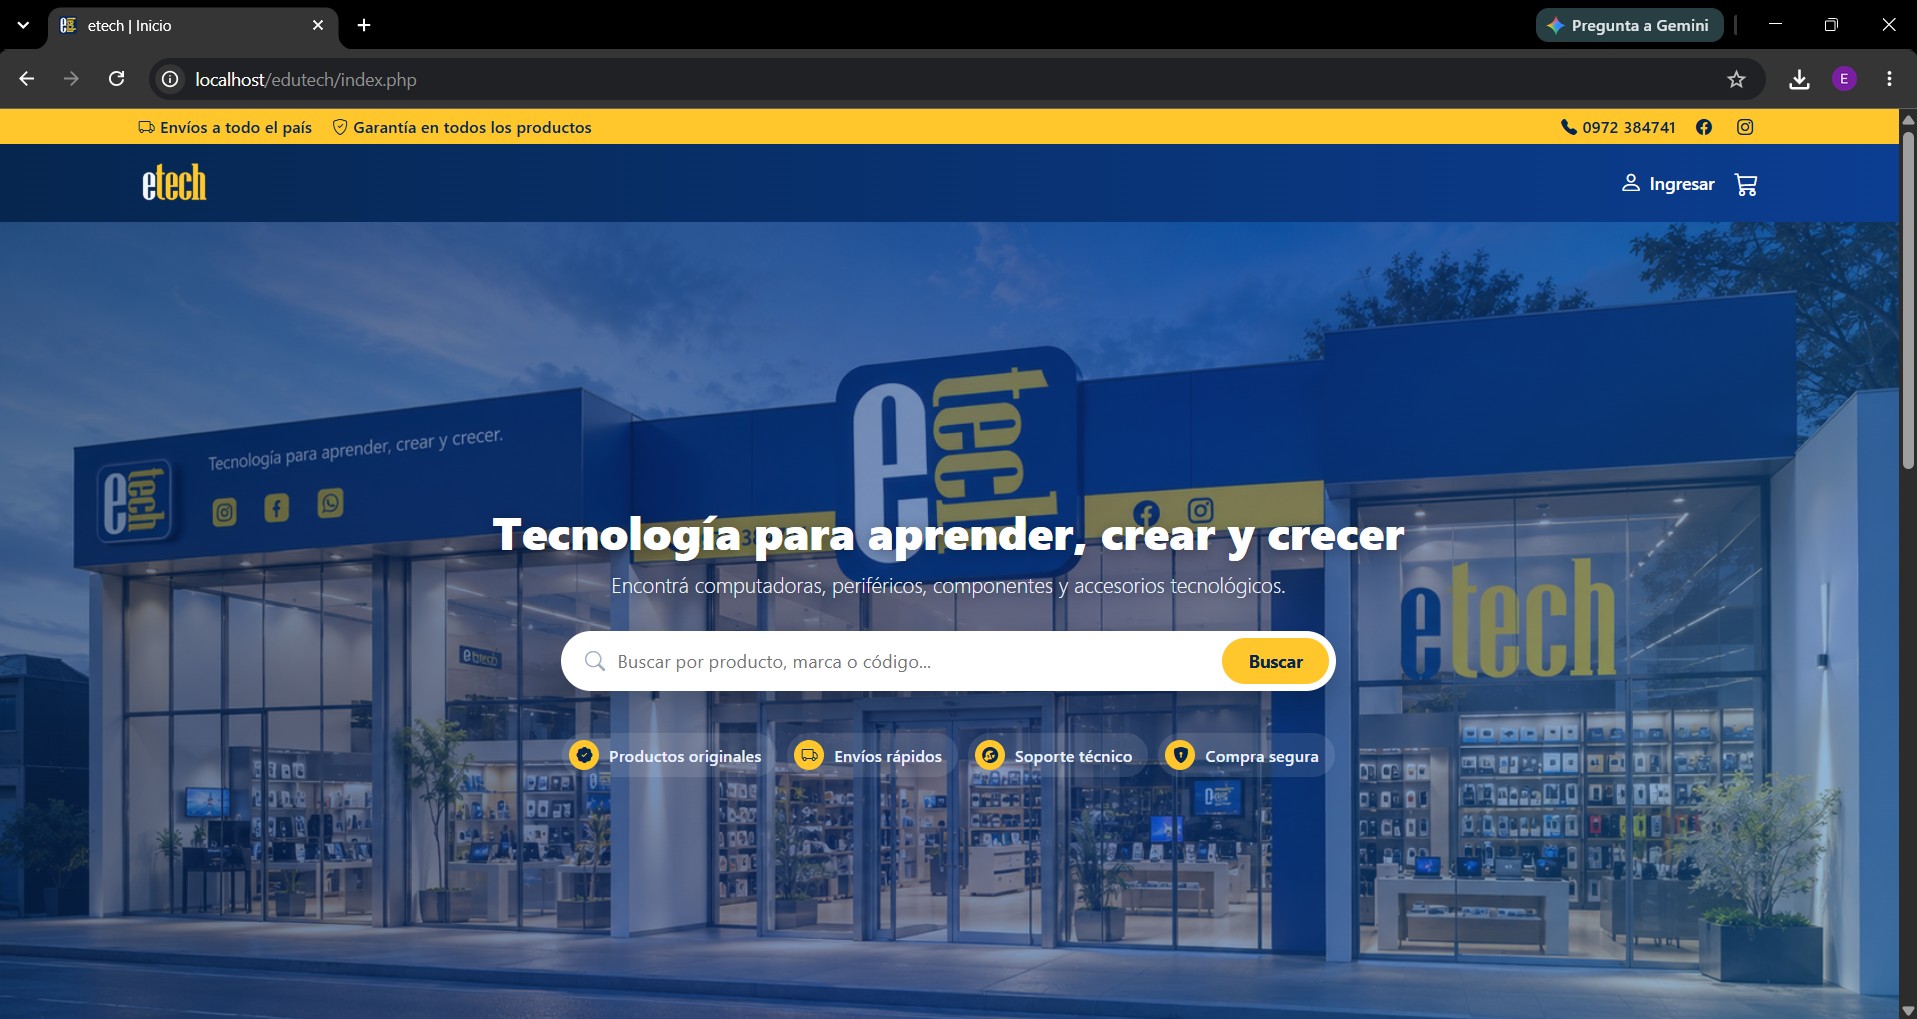 etech | Inicio
Pregunta a Gemini
localhost/edutech/index.php
E
Envíos a todo el país
Garantía en todos los productos
0972 384741
etech
Ingresar
etech
Tecnología para aprender, crear y crecer.
etech
Tecnología para aprender, crear y crecer
Encontrá computadoras, periféricos, componentes y accesorios tecnológicos.
etech
Buscar por producto, marca o código...
Buscar
Productos originales
Envíos rápidos
Soporte técnico
Compra segura